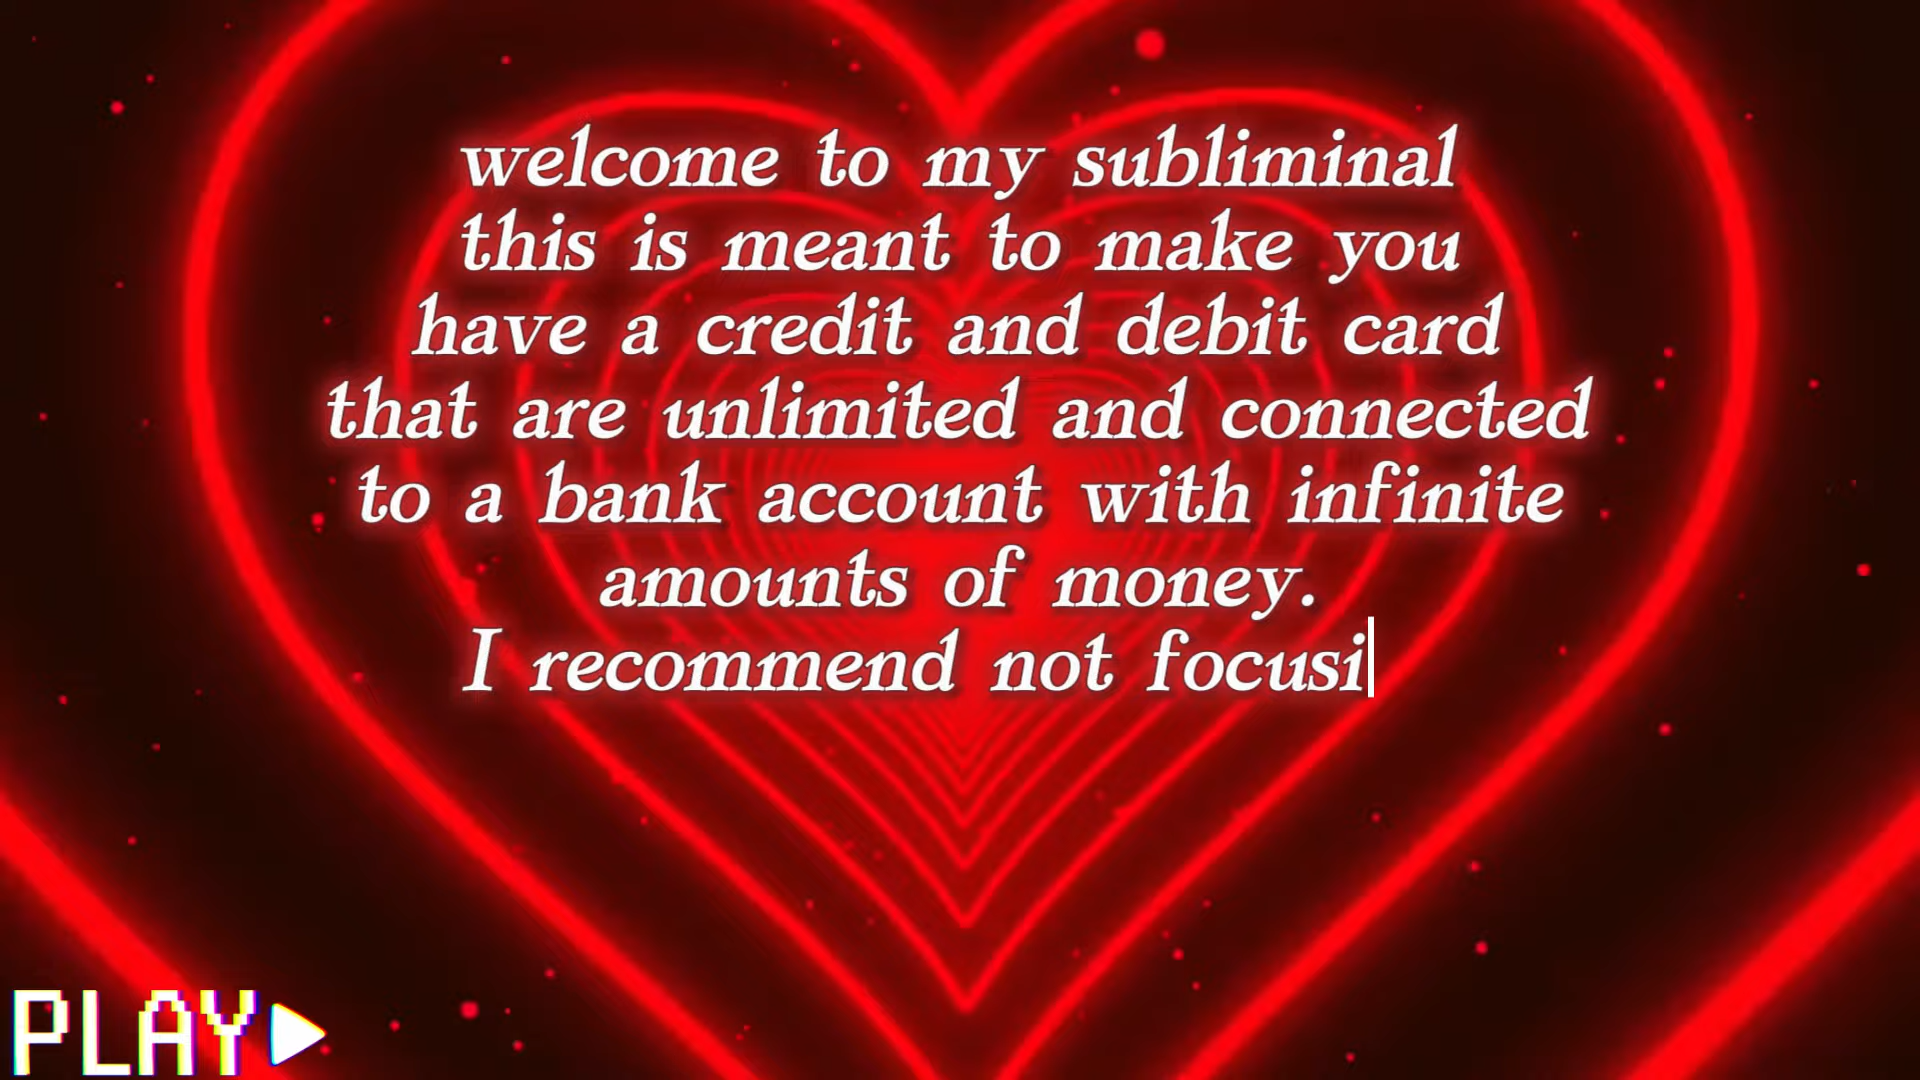 welcome to my subliminal
this is meant to make you
have a credit and debit card
that are unlimited and connected
to a bank account with infinite
amounts of money.
I recommend not focusi
PLAY